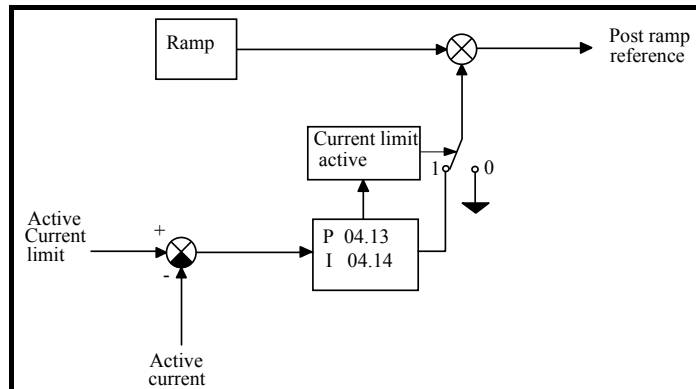 Ramp
Post ramp
reference
Current limit
active
1
0
Active
Current
limit
+
-
P 04.13
I 04.14
Active
current